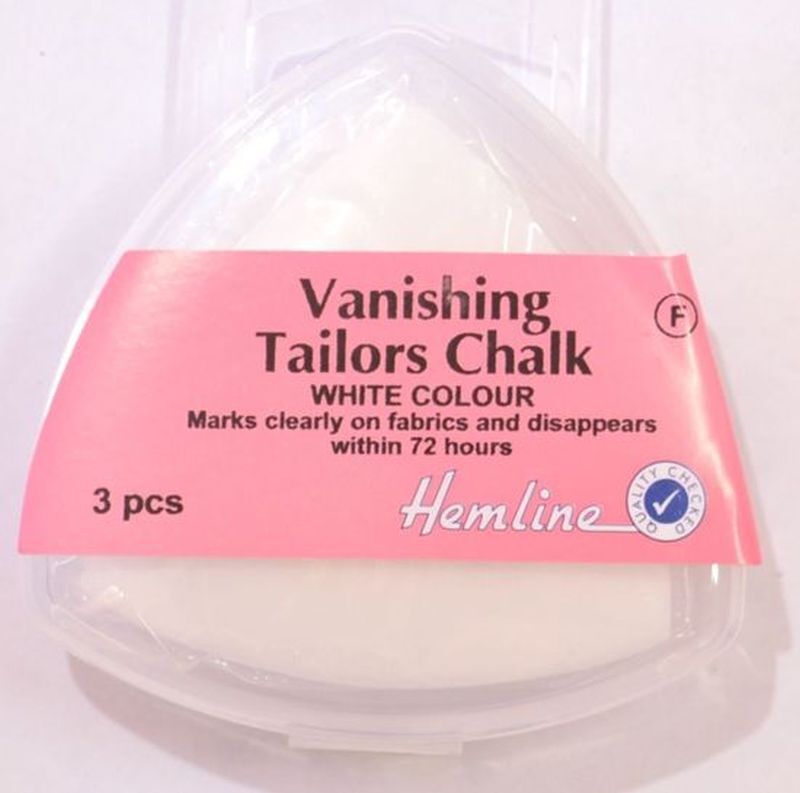 Vanishing
Tailors Chalk
F
WHITE COLOUR
Marks clearly on fabrics and disappears
within 72 hours
3 pcs
Hemline
QUALITY CHECKED